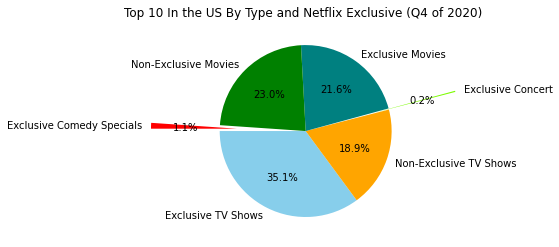 Top 10 In the US By Type and Netflix Exclusive (Q4 of 2020)
Exclusive Movies
Non-Exclusive Movies
21.6%
23.0%
Exclusive Concert
0.2%
Exclusive Comedy Specials
1.1%
18.9%
Non-Exclusive TV Shows
35.1%
Exclusive TV Shows